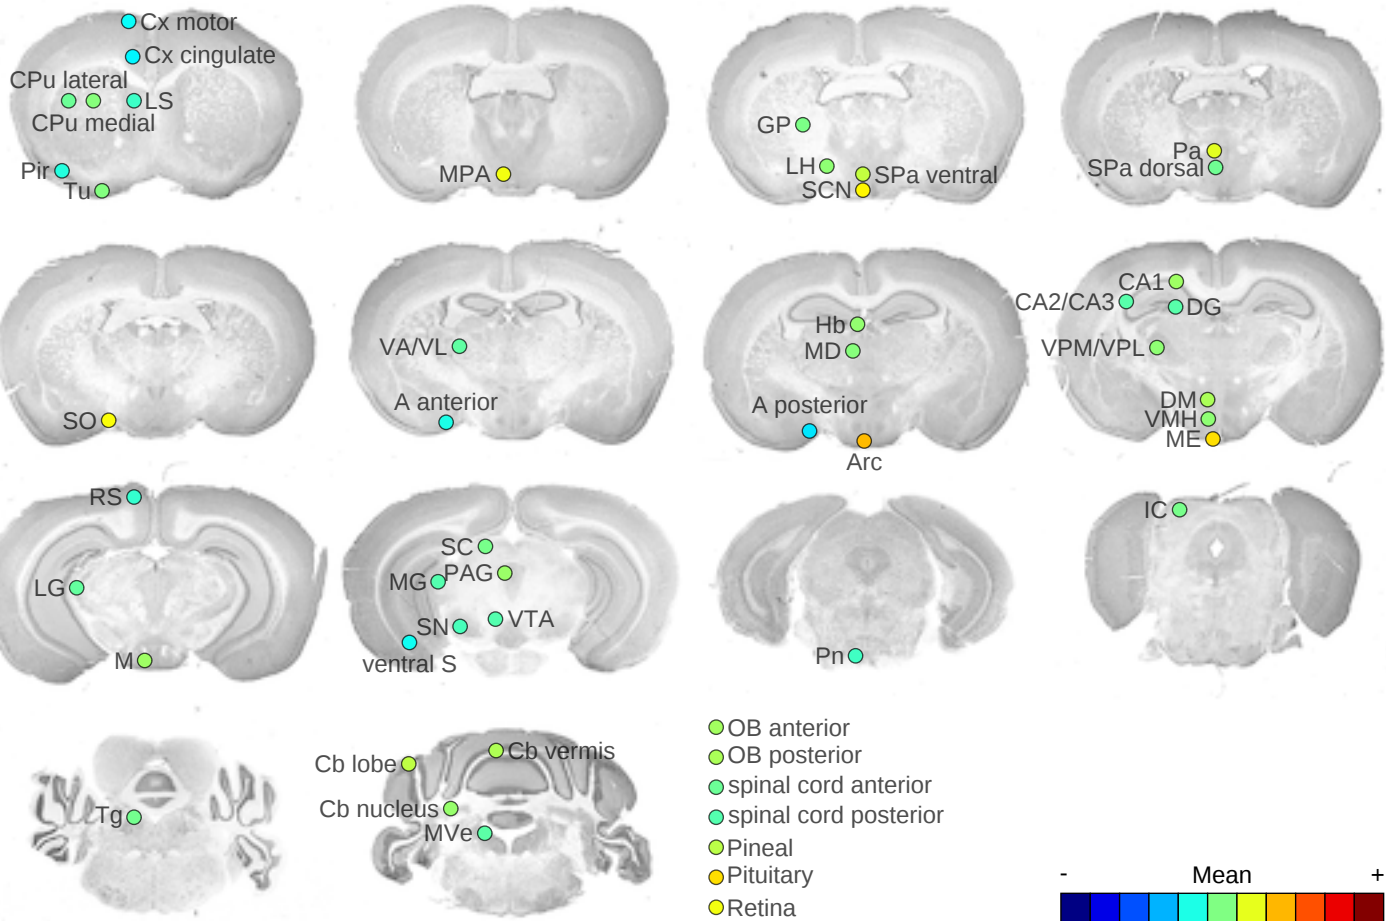 Cx motor
Cx cingulate
CPu lateral
LS
CPu medial
Pir
Tu
MPA
GP
LH
SPa ventral
SCN
Pa
SPa dorsal
SO
VA/VL
A anterior
Hb
MD
A posterior
Arc
CA1
CA2/CA3
DG
VPM/VPL
DM
VMH
ME
RS
LG
M
SC
PAG
MG
VTA
SN
ventral S
Pn
IC
Tg
Cb lobe
Cb vermis
Cb nucleus
MVe
OB anterior
OB posterior
spinal cord anterior
spinal cord posterior
Pineal
Pituitary
Retina
- Mean +